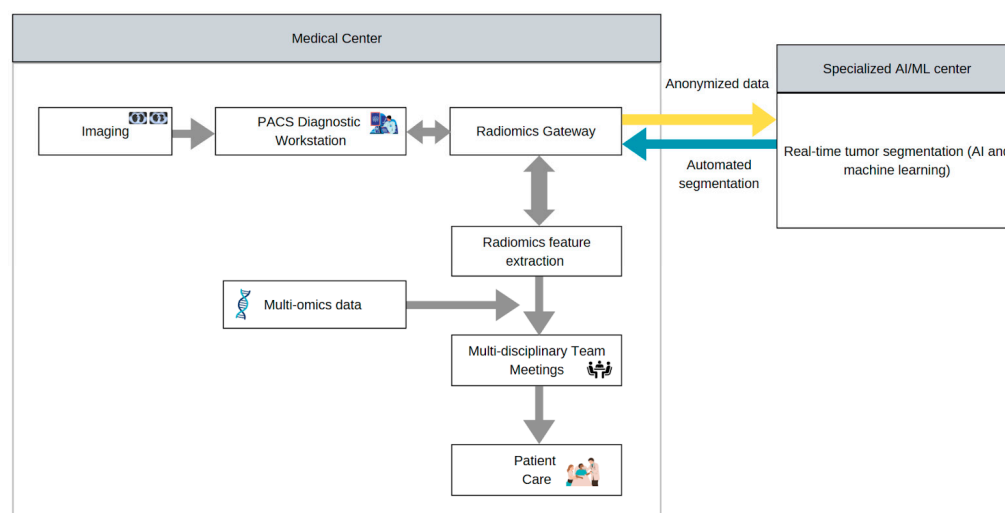 Medical Center
Specialized AI/ML center
Anonymized data
Imaging
PACS Diagnostic
Workstation
Radiomics Gateway
Automated
segmentation
Real-time tumor segmentation (AI and
machine learning)
Radiomics feature
extraction
Multi-omics data
Multi-disciplinary Team
Meetings
Patient
Care